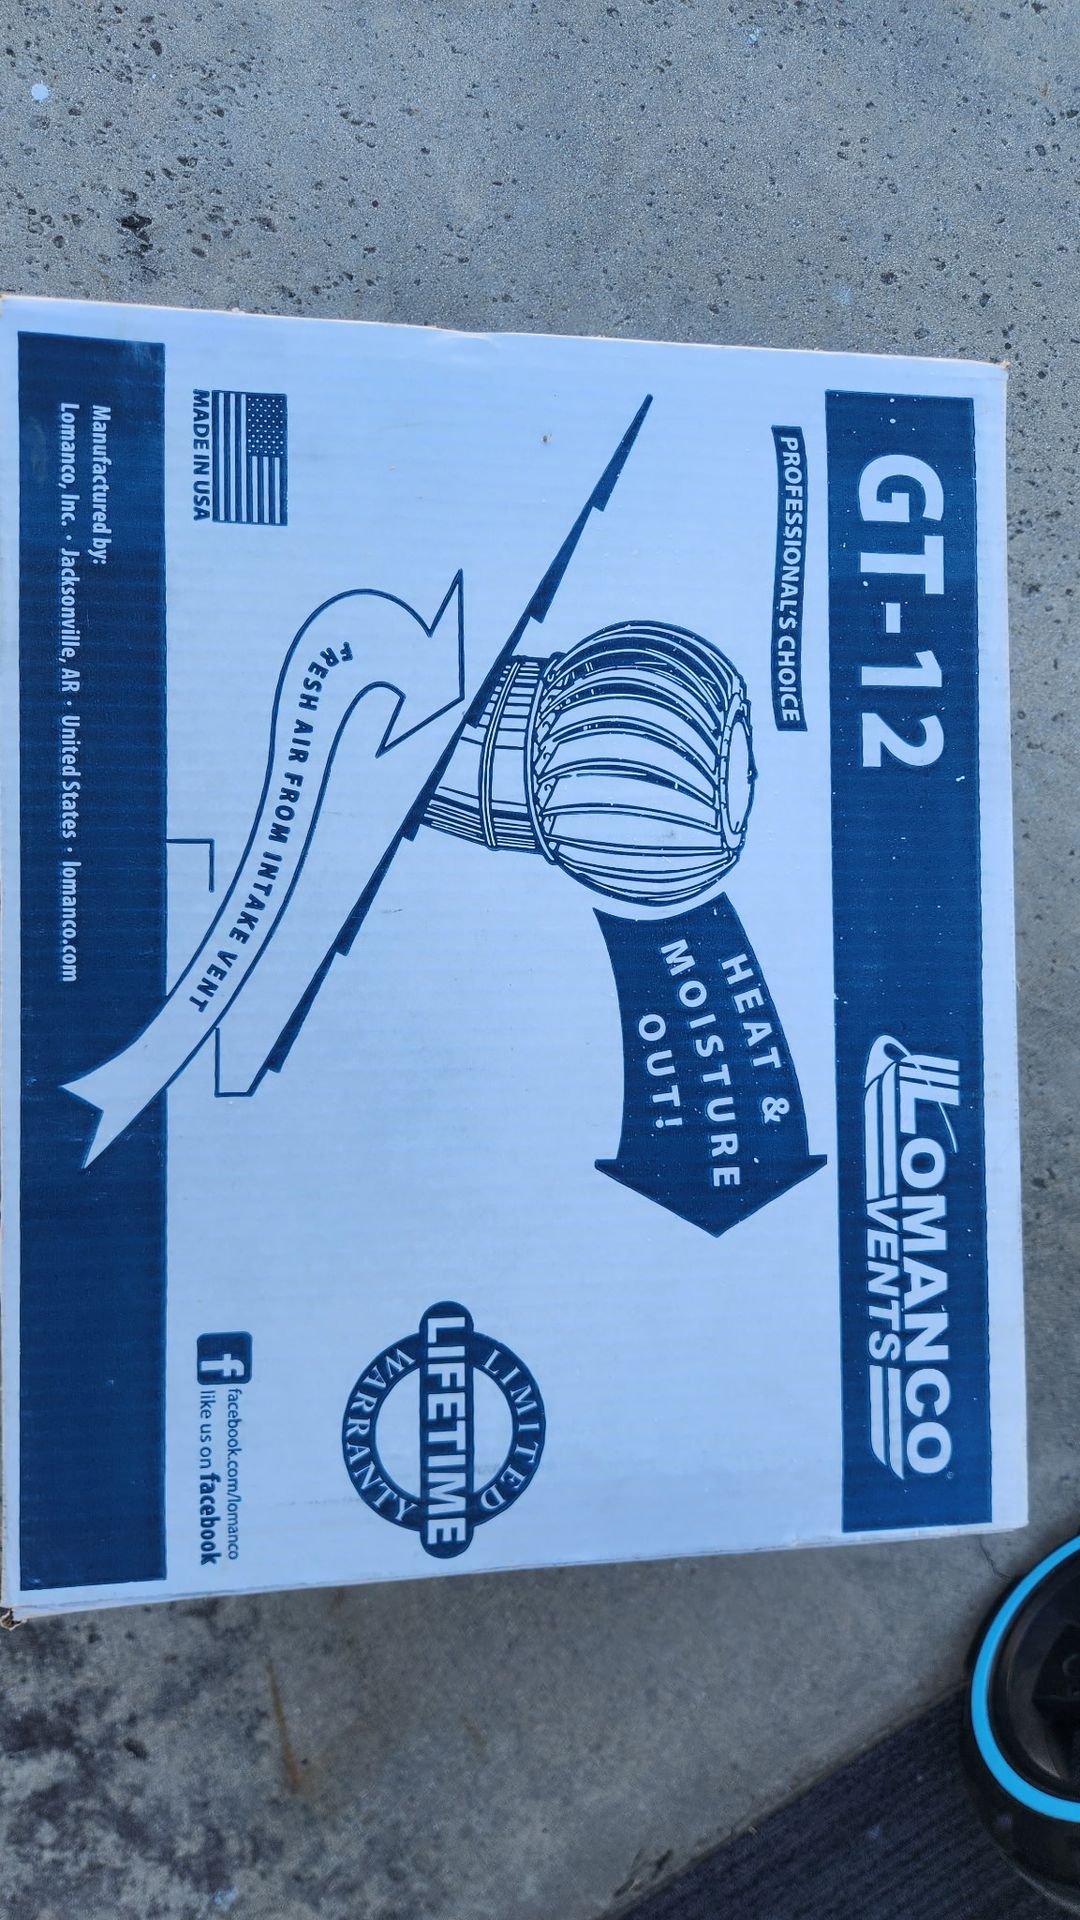 GT-12
LOMANCO®
VENTS
PROFESSIONAL'S CHOICE
HEAT &
MOISTURE
OUT!
FRESH AIR FROM INTAKE VENT
LIMITED
LIFETIME
WARRANTY
MADE IN USA
facebook.com/lomanco
like us on facebook
Manufactured by:
Lomanco, Inc. • Jacksonville, AR • United States • lomanco.com